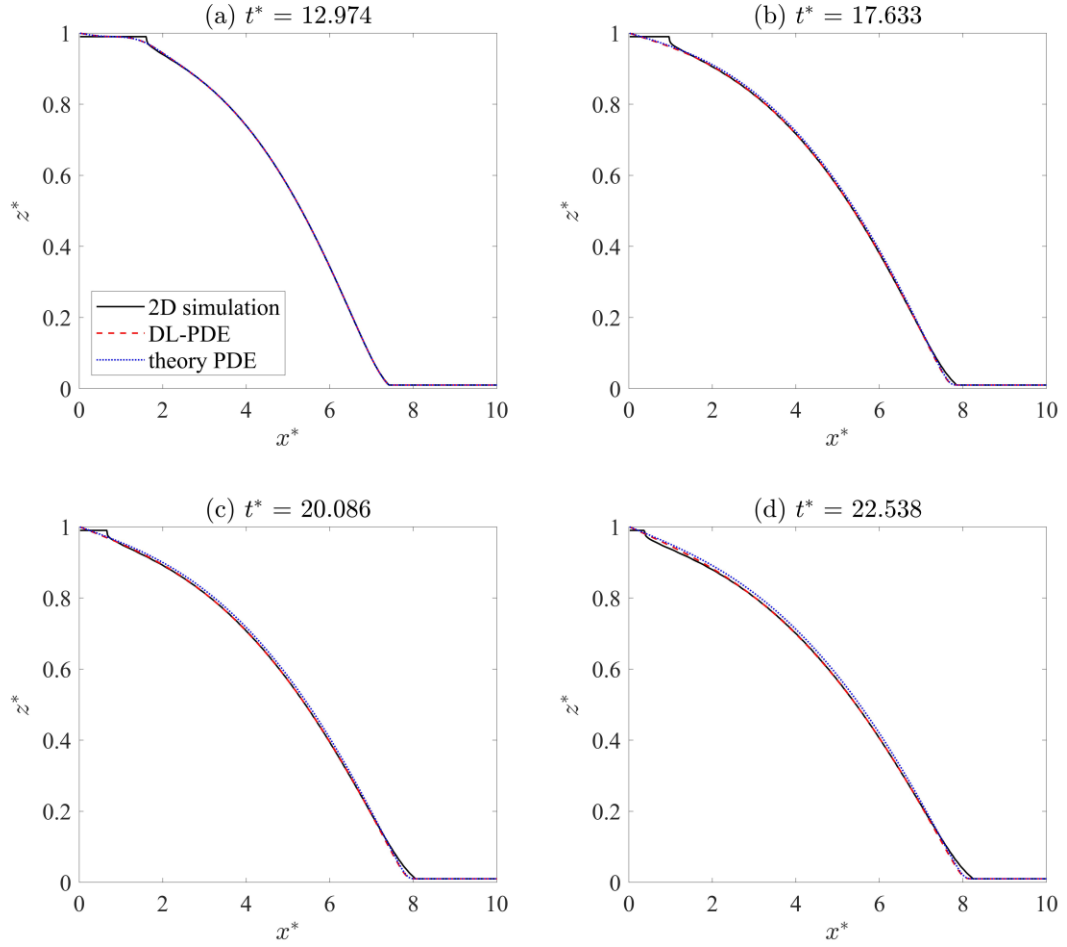 (a) t* = 12.974
1
0.8
0.6
0.4
0.2
0
z*
2D simulation
DL-PDE
theory PDE
0 2 4 6 8 10
x*
(b) t* = 17.633
1
0.8
0.6
0.4
0.2
0
z*
0 2 4 6 8 10
x*
(c) t* = 20.086
1
0.8
0.6
0.4
0.2
0
z*
0 2 4 6 8 10
x*
(d) t* = 22.538
1
0.8
0.6
0.4
0.2
0
z*
0 2 4 6 8 10
x*